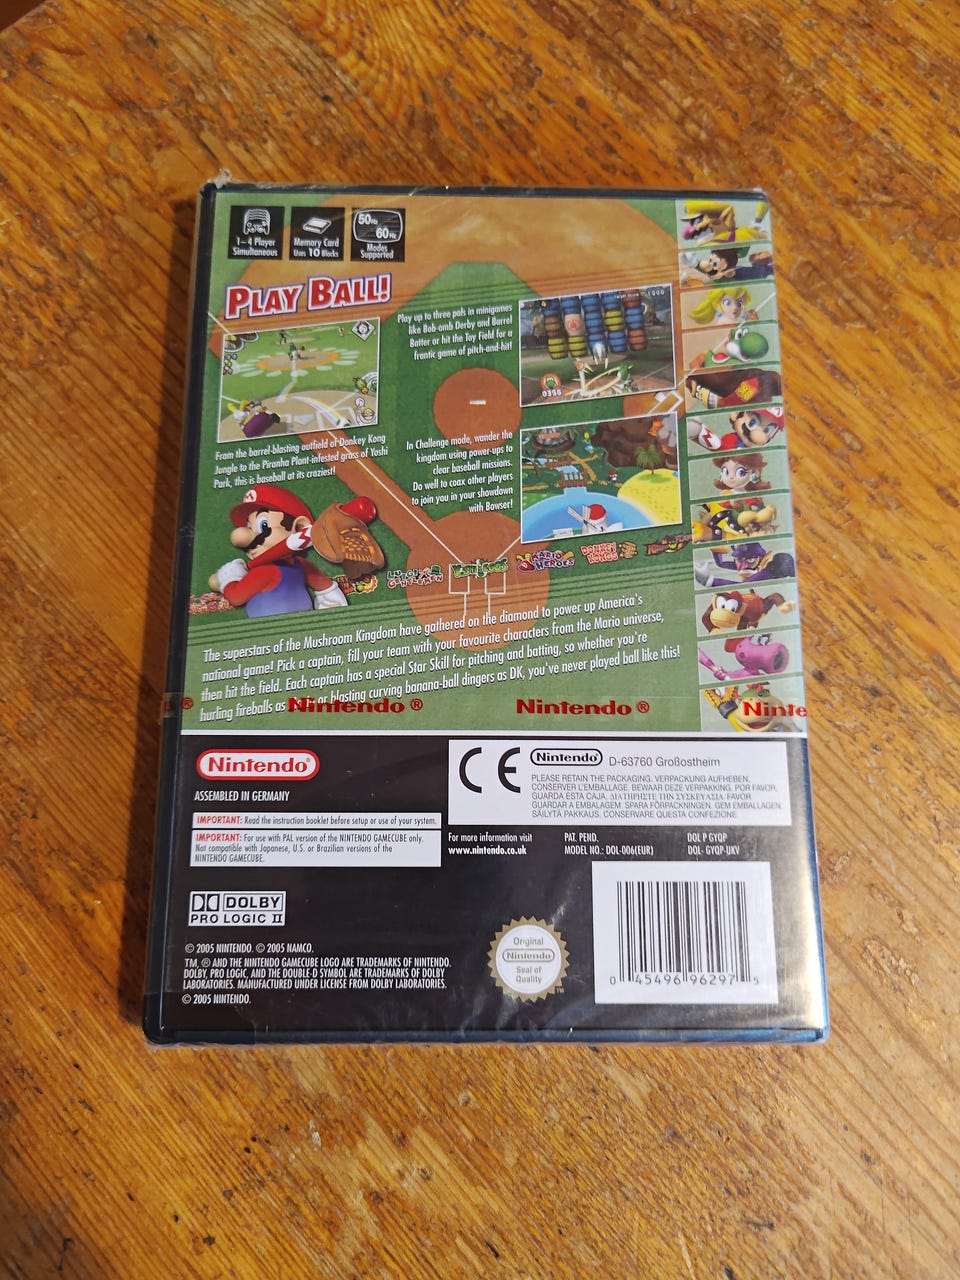 1–4 Player
Simultaneous
Memory Card
Uses 10 Blocks
50Hz
60Hz
Modes
Supported
PLAY BALL!
Play up to three pals in minigames
like Bob-omb Derby and Barrel
Batter or hit the Toy Field for a
frantic game of pitch-and-hit!
1000
0350
From the barrel-blasting outfield of Donkey Kong
Jungle to the Piranha Plant-infested grass of Yoshi
Park, this is baseball at its craziest!
In Challenge mode, wander the
kingdom using power-ups to
clear baseball missions.
Do well to coax other players
to join you in your showdown
with Bowser!
LUIGI
GENTLEMEN
MARIO
HEROES
DONKEY
KONG
The superstars of the Mushroom Kingdom have gathered on the diamond to power up America's
national game! Pick a captain, fill your team with your favourite characters from the Mario universe,
then hit the field. Each captain has a special Star Skill for pitching and batting, so whether you're
hurling fireballs as or blasting curving banana-ball dingers as DK, you've never played ball like this!
® Nintendo® Nintendo® Ninte
Nintendo®
ASSEMBLED IN GERMANY
IMPORTANT: Read the instruction booklet before setup or use of your system.
IMPORTANT: For use with PAL version of the NINTENDO GAMECUBE only.
Not compatible with Japanese, U.S. or Brazilian versions of the
NINTENDO GAMECUBE.
CE
Nintendo® D-63760 Großostheim
PLEASE RETAIN THE PACKAGING. VERPACKUNG AUFHEBEN.
CONSERVER L'EMBALLAGE. BEWAAR DEZE VERPAKKING. POR FAVOR,
GUARDA ESTA CAJA. ΔΙΑΤΗΡΗΣΤΕ ΤΗΝ ΣΥΣΚΕΥΑΣΙΑ. FAVOR
GUARDAR A EMBALAGEM. SPARA FÖRPACKNINGEN. GEM EMBALLAGEN.
SÄILYTÄ PAKKAUS. CONSERVARE QUESTA CONFEZIONE.
For more information visit
www.nintendo.co.uk
PAT. PEND.
MODEL NO.: DOL-006(EUR)
DOL P GYQP
DOL- GYQP-UKV
DOLBY
PRO LOGIC II
© 2005 NINTENDO. © 2005 NAMCO.
TM, ® AND THE NINTENDO GAMECUBE LOGO ARE TRADEMARKS OF NINTENDO.
DOLBY, PRO LOGIC, AND THE DOUBLE-D SYMBOL ARE TRADEMARKS OF DOLBY
LABORATORIES. MANUFACTURED UNDER LICENSE FROM DOLBY LABORATORIES.
© 2005 NINTENDO.
Original
Nintendo
Seal of
Quality
TM
0 45496 96297 5